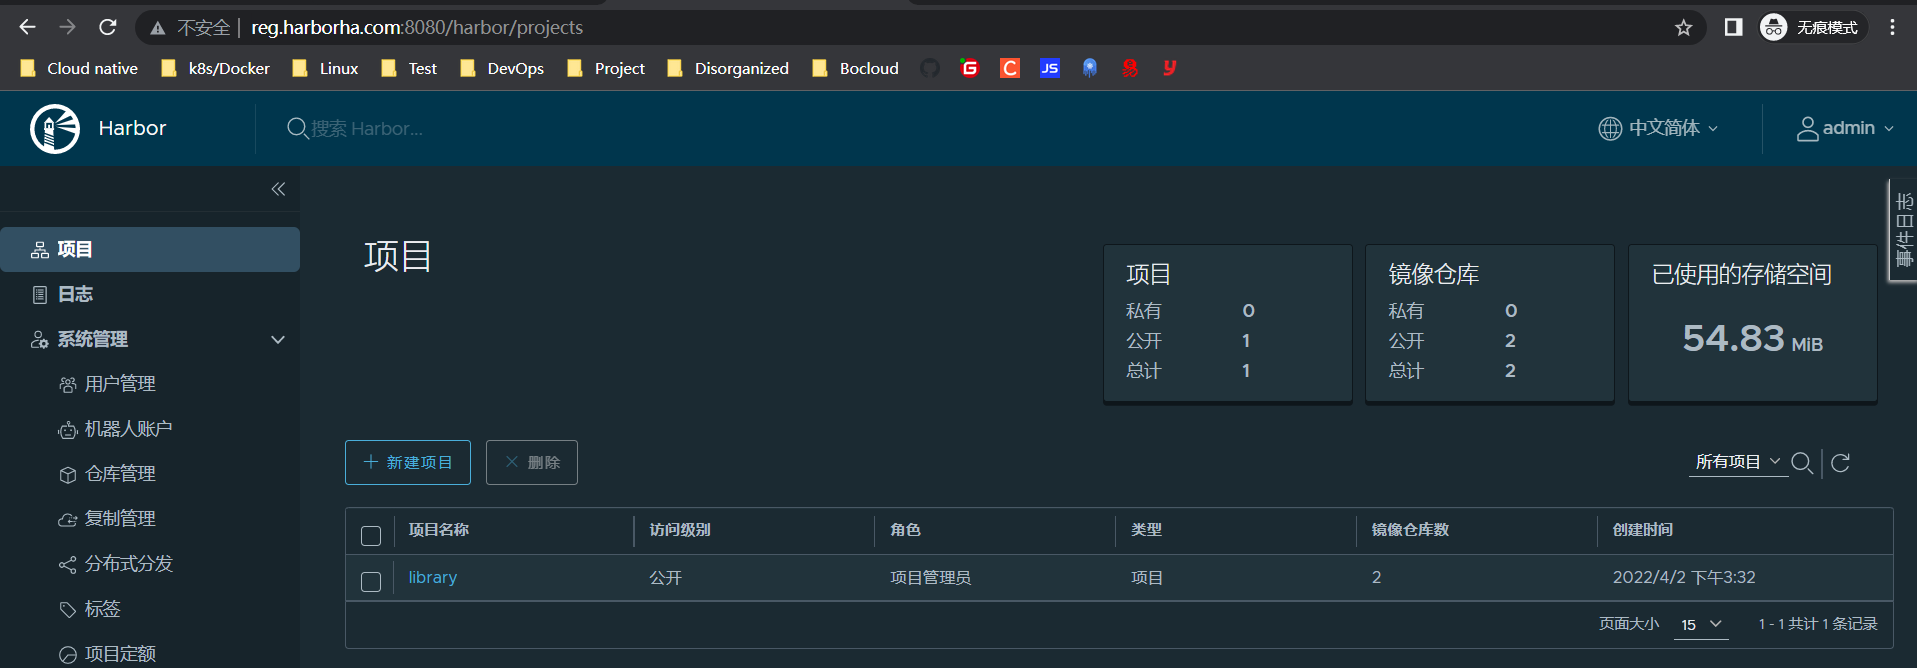 不安全 | reg.harborha.com:8080/harbor/projects
无痕模式
Cloud native k8s/Docker Linux Test DevOps Project Disorganized Bocloud G C JS
Harbor
搜索 Harbor...
中文简体
admin
项目
日志
系统管理
用户管理
机器人账户
仓库管理
复制管理
分布式分发
标签
项目定额
事件日志
项目
项目
私有 0
公开 1
总计 1
镜像仓库
私有 0
公开 2
总计 2
已使用的存储空间
54.83 MiB
+ 新建项目
× 删除
所有项目
项目名称 访问级别 角色 类型 镜像仓库数 创建时间
library 公开 项目管理员 项目 2 2022/4/2 下午3:32
页面大小 15 1 - 1 共计 1 条记录